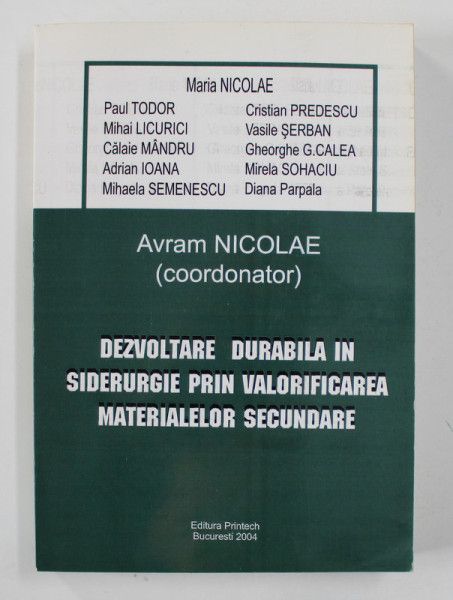 Maria NICOLAE
Paul TODOR
Mihai LICURICI
Călaie MÂNDRU
Adrian IOANA
Mihaela SEMENESCU
Cristian PREDESCU
Vasile ŞERBAN
Gheorghe G.CALEA
Mirela SOHACIU
Diana Parpala
Avram NICOLAE
(coordonator)
DEZVOLTARE DURABILA IN
SIDERURGIE PRIN VALORIFICAREA
MATERIALELOR SECUNDARE
Editura Printech
Bucuresti 2004